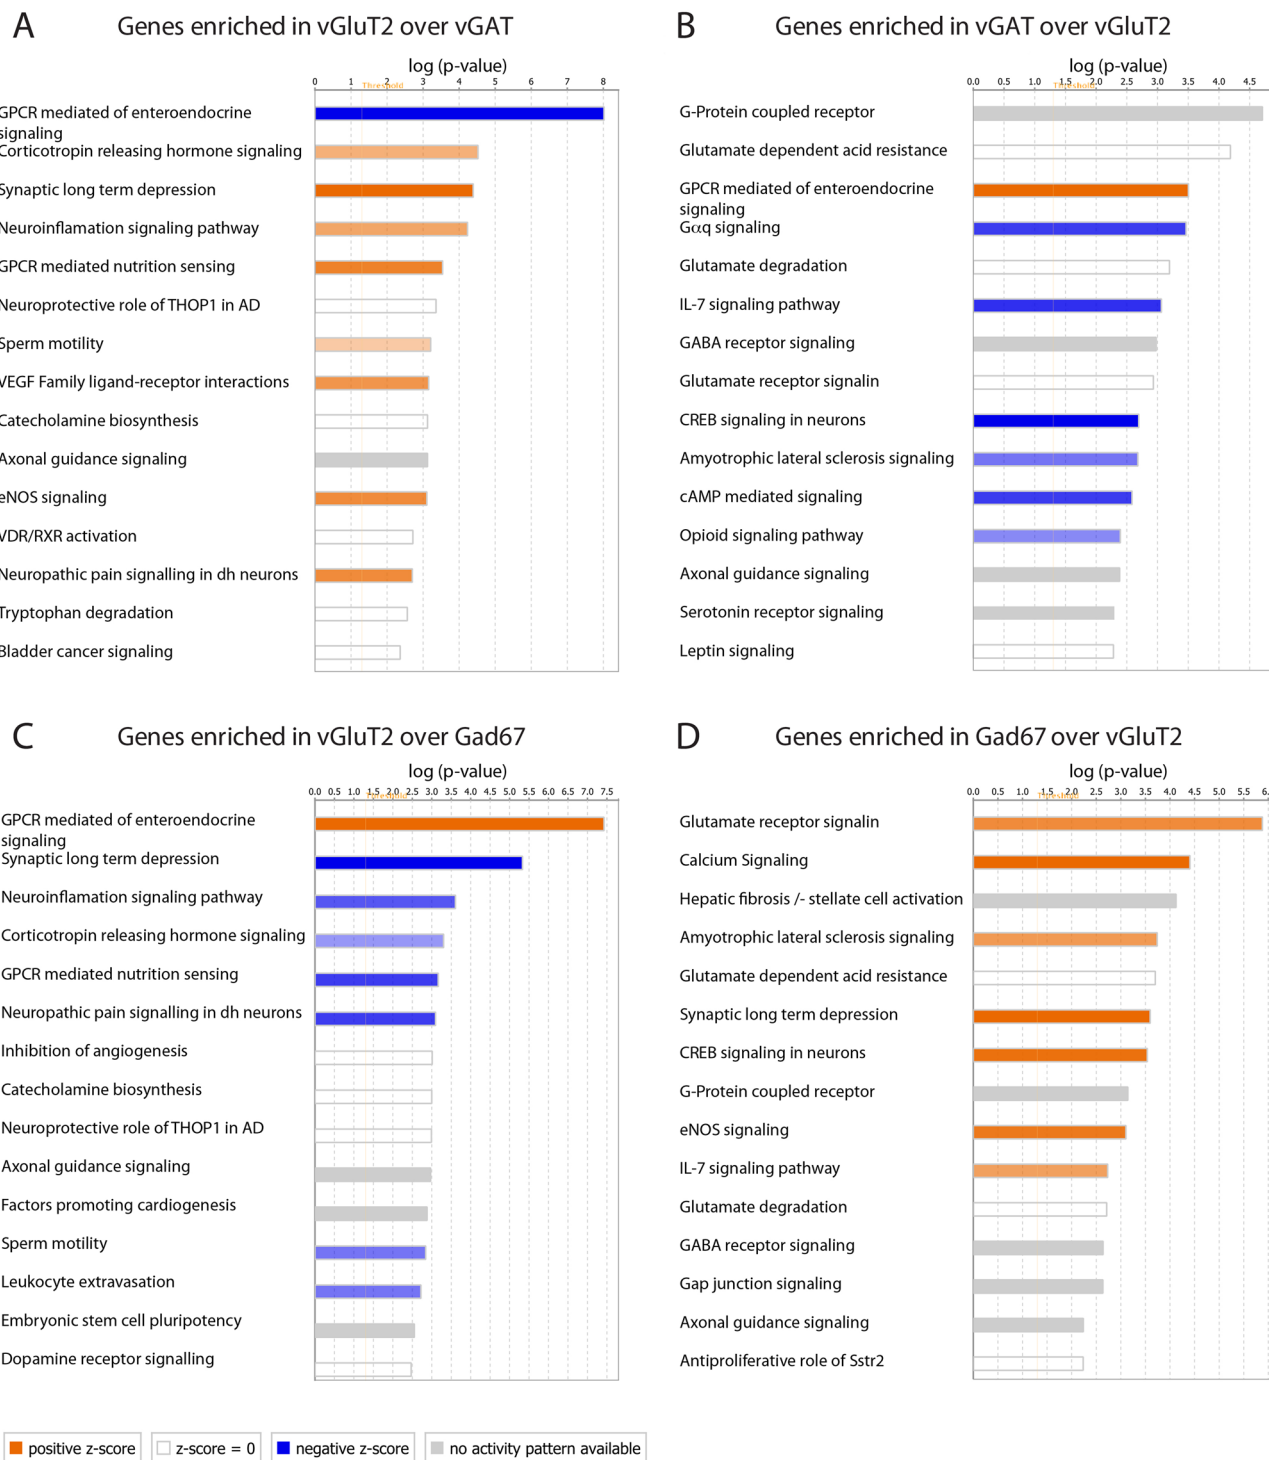 A
Genes enriched in vGluT2 over vGAT
log (p-value)
0 1 2 3 4 5 6 7 8
Threspold
GPCR mediated of enteroendocrine
signaling
Corticotropin releasing hormone signaling
Synaptic long term depression
Neuroinflamation signaling pathway
GPCR mediated nutrition sensing
Neuroprotective role of THOP1 in AD
Sperm motility
VEGF Family ligand-receptor interactions
Catecholamine biosynthesis
Axonal guidance signaling
eNOS signaling
VDR/RXR activation
Neuropathic pain signalling in dh neurons
Tryptophan degradation
Bladder cancer signaling
B
Genes enriched in vGAT over vGluT2
log (p-value)
0.0 0.5 1.0 1.5 2.0 2.5 3.0 3.5 4.0 4.5
Threshold
G-Protein coupled receptor
Glutamate dependent acid resistance
GPCR mediated of enteroendocrine
signaling
Gαq signaling
Glutamate degradation
IL-7 signaling pathway
GABA receptor signaling
Glutamate receptor signalin
CREB signaling in neurons
Amyotrophic lateral sclerosis signaling
cAMP mediated signaling
Opioid signaling pathway
Axonal guidance signaling
Serotonin receptor signaling
Leptin signaling
C
Genes enriched in vGluT2 over Gad67
log (p-value)
0.0 0.5 1.0 1.5 2.0 2.5 3.0 3.5 4.0 4.5 5.0 5.5 6.0 6.5 7.0 7.5
Threshold
GPCR mediated of enteroendocrine
signaling
Synaptic long term depression
Neuroinflamation signaling pathway
Corticotropin releasing hormone signaling
GPCR mediated nutrition sensing
Neuropathic pain signalling in dh neurons
Inhibition of angiogenesis
Catecholamine biosynthesis
Neuroprotective role of THOP1 in AD
Axonal guidance signaling
Factors promoting cardiogenesis
Sperm motility
Leukocyte extravasation
Embryonic stem cell pluripotency
Dopamine receptor signalling
D
Genes enriched in Gad67 over vGluT2
log (p-value)
0.0 0.5 1.0 1.5 2.0 2.5 3.0 3.5 4.0 4.5 5.0 5.5 6.
Threshold
Glutamate receptor signalin
Calcium Signaling
Hepatic fibrosis /- stellate cell activation
Amyotrophic lateral sclerosis signaling
Glutamate dependent acid resistance
Synaptic long term depression
CREB signaling in neurons
G-Protein coupled receptor
eNOS signaling
IL-7 signaling pathway
Glutamate degradation
GABA receptor signaling
Gap junction signaling
Axonal guidance signaling
Antiproliferative role of Sstr2
positive z-score z-score = 0 negative z-score no activity pattern available